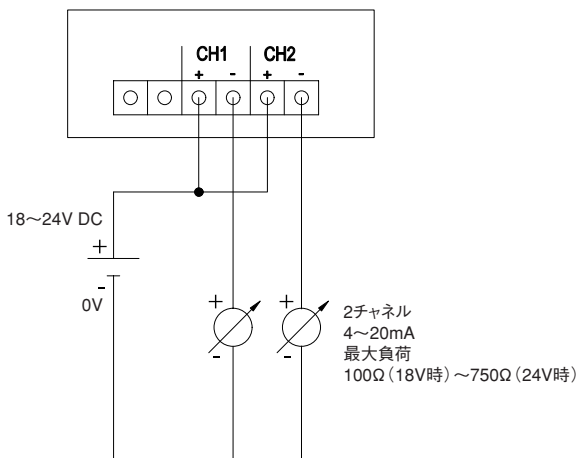 CH1 CH2
+ - + -
18～24V DC
+
-
0V
+ +
- -
2チャネル
4～20mA
最大負荷
100Ω（18V時）～750Ω（24V時）